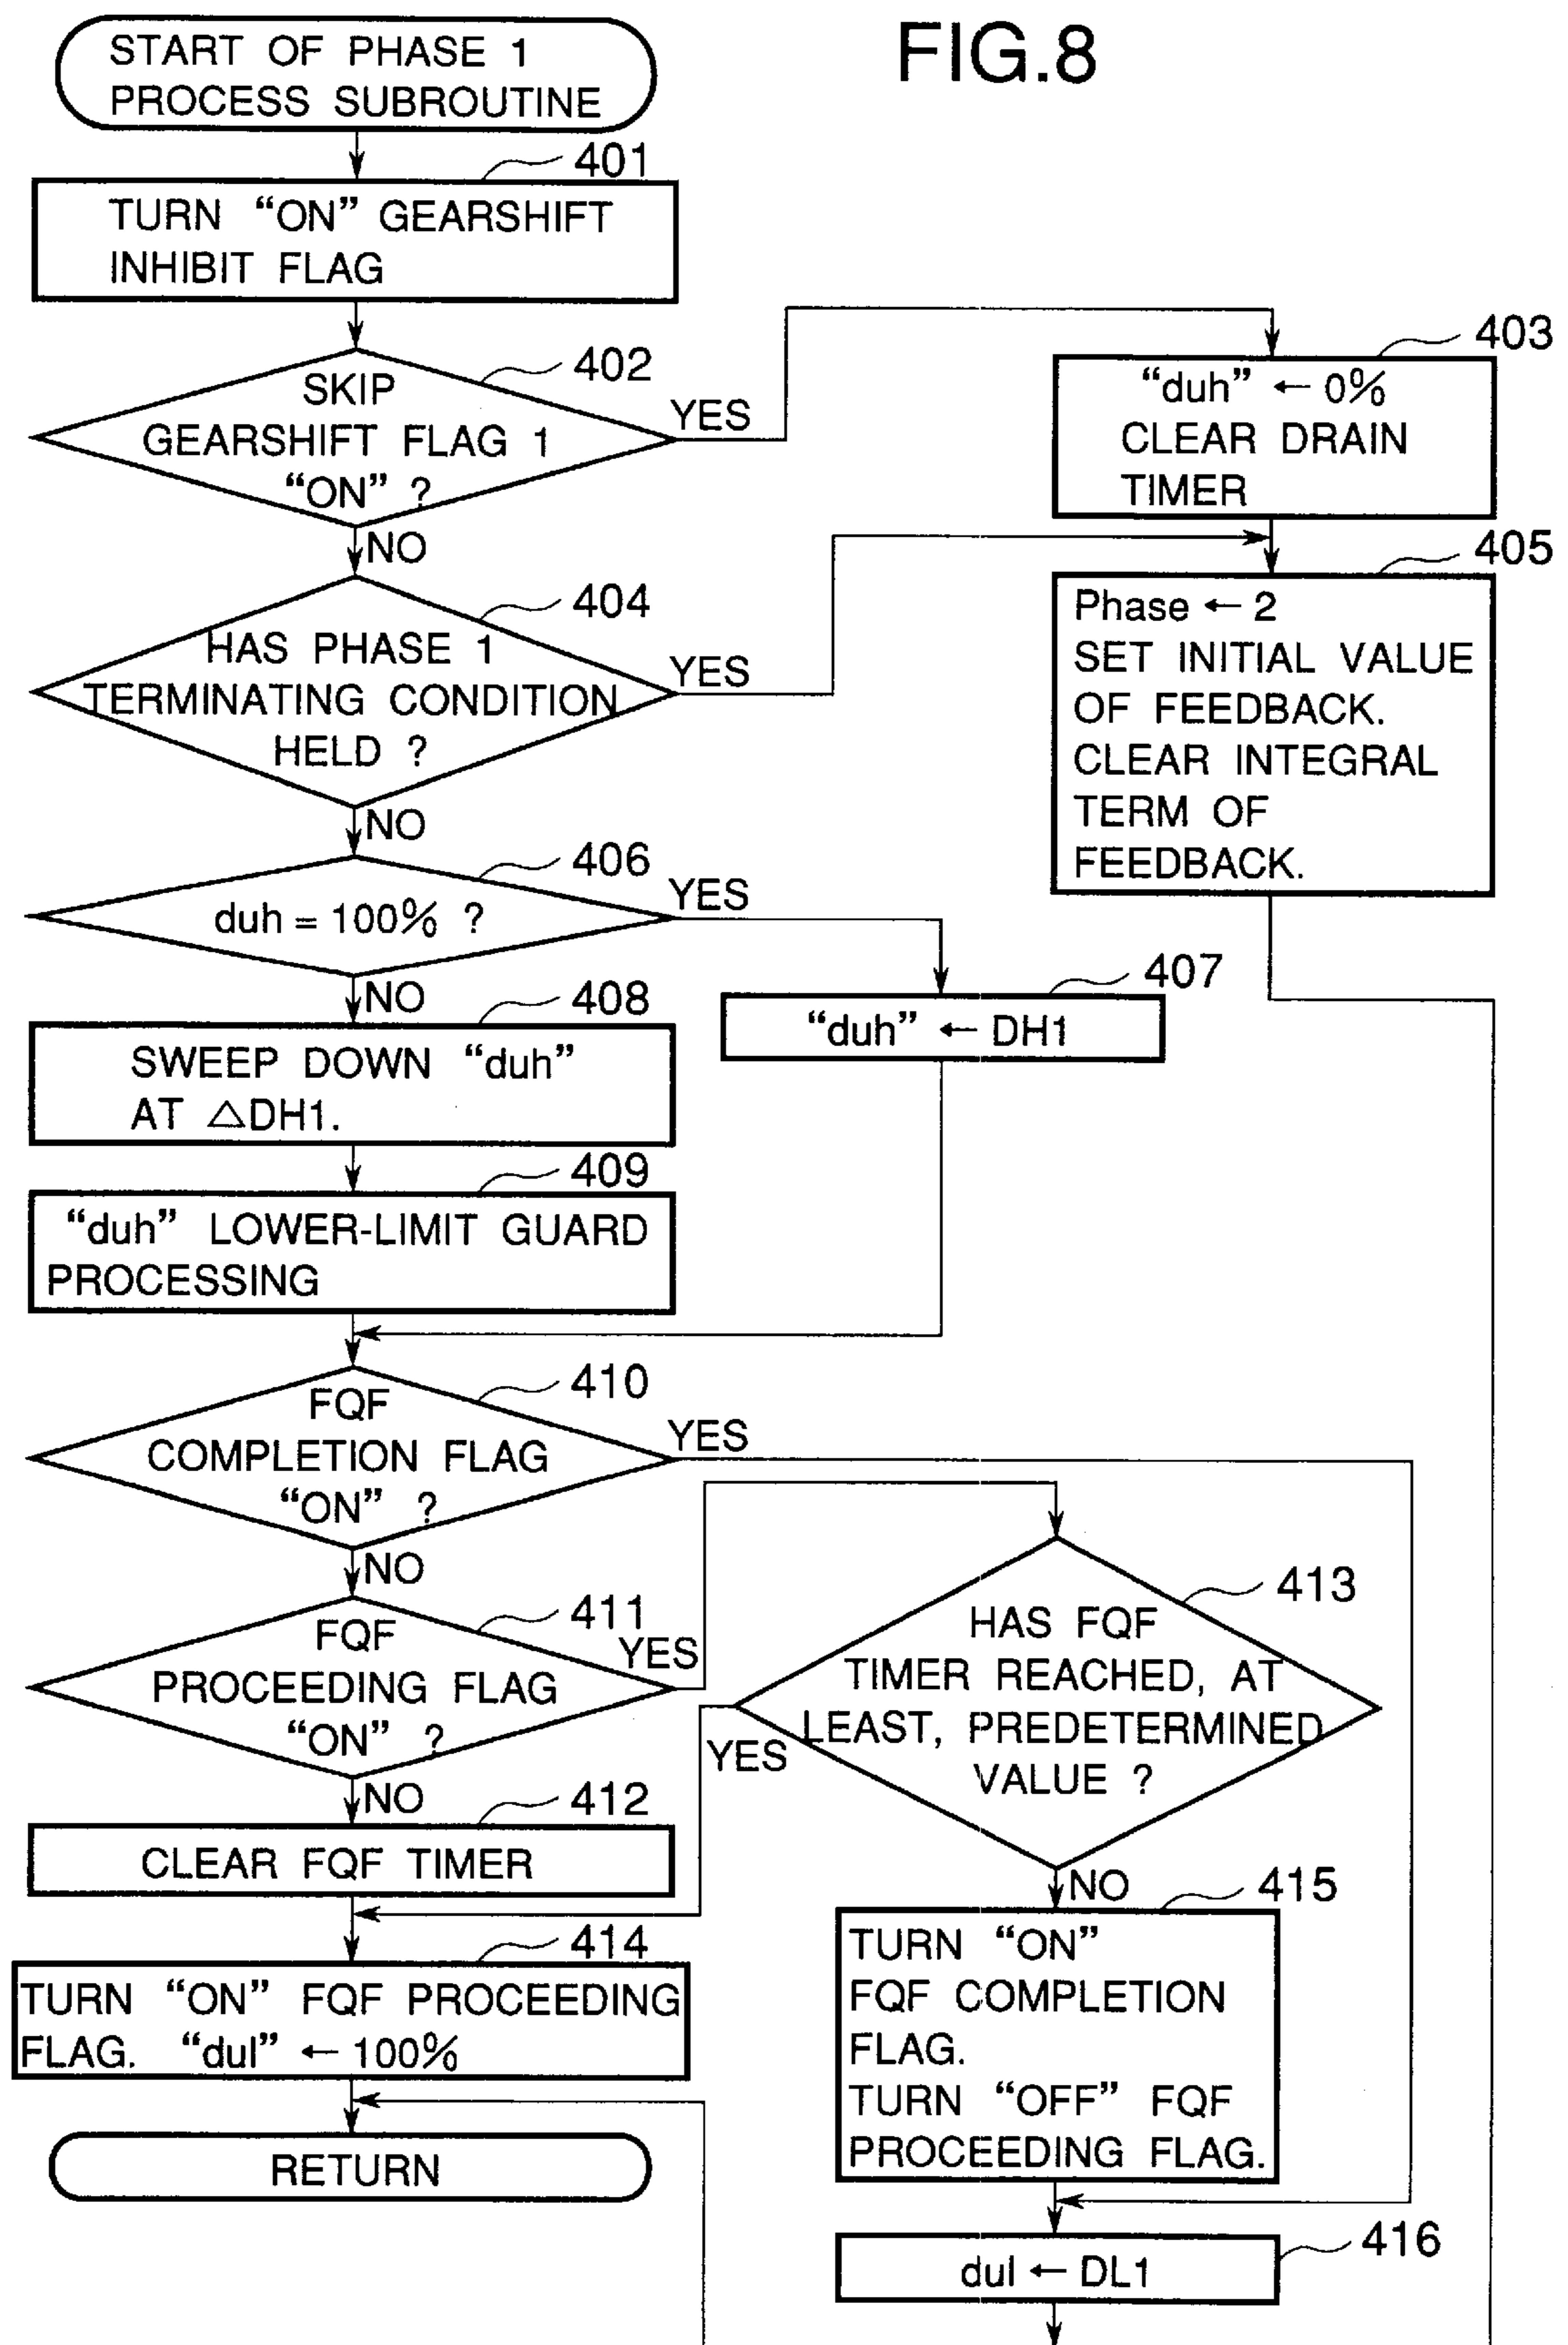 FIG.8
START OF PHASE 1
PROCESS SUBROUTINE
401
TURN “ON” GEARSHIFT
INHIBIT FLAG
402
SKIP
GEARSHIFT FLAG 1
“ON” ?
YES
NO
403
“duh” ← 0%
CLEAR DRAIN
TIMER
404
HAS PHASE 1
TERMINATING CONDITION
HELD ?
YES
NO
405
Phase ← 2
SET INITIAL VALUE
OF FEEDBACK.
CLEAR INTEGRAL
TERM OF
FEEDBACK.
406
duh = 100% ?
YES
NO
407
“duh” ← DH1
408
SWEEP DOWN “duh”
AT △DH1.
409
“duh” LOWER-LIMIT GUARD
PROCESSING
410
FQF
COMPLETION FLAG
“ON” ?
YES
NO
411
FQF
PROCEEDING FLAG
“ON” ?
YES
NO
412
CLEAR FQF TIMER
413
HAS FQF
TIMER REACHED, AT
LEAST, PREDETERMINED
VALUE ?
YES
NO
414
TURN “ON” FQF PROCEEDING
FLAG. “dul” ← 100%
RETURN
415
TURN “ON”
FQF COMPLETION
FLAG.
TURN “OFF” FQF
PROCEEDING FLAG.
416
dul ← DL1